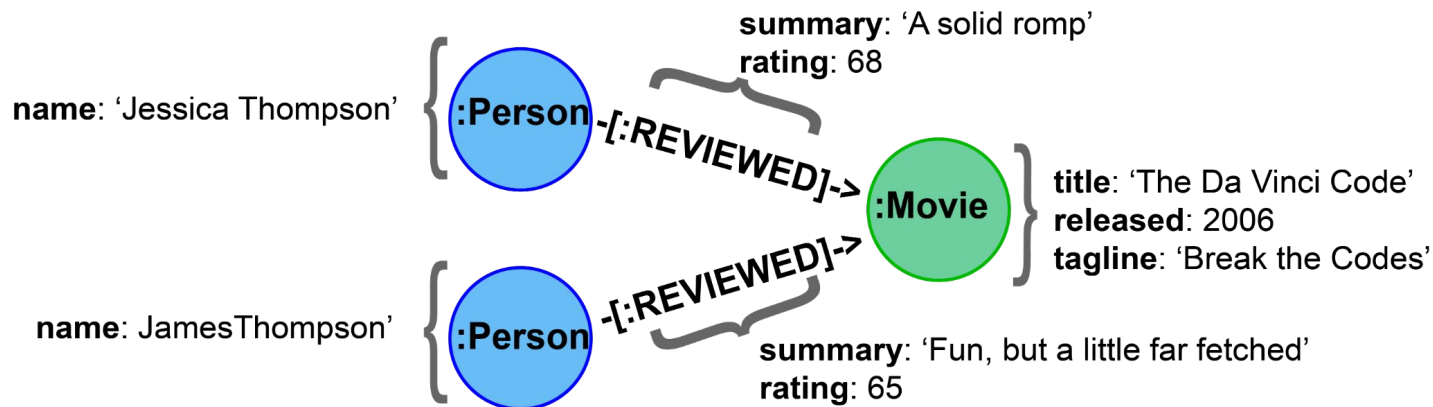 summary: ‘A solid romp’
rating: 68
name: ‘Jessica Thompson’
:Person
-[:REVIEWED]->
:Movie
title: ‘The Da Vinci Code’
released: 2006
tagline: ‘Break the Codes’
-[:REVIEWED]->
name: JamesThompson’
:Person
summary: ‘Fun, but a little far fetched’
rating: 65